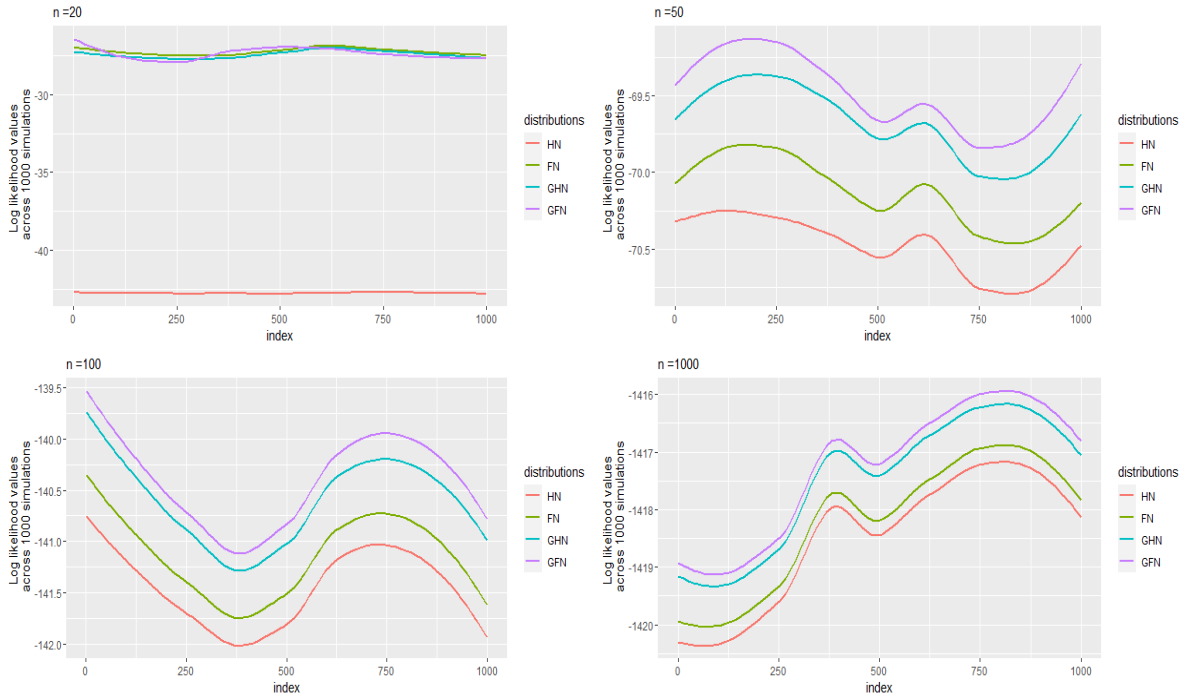 n =20
Log likelihood values
across 1000 simulations
-30
-35
-40
0
250
500
750
1000
index
distributions
HN
FN
GHN
GFN
n =50
Log likelihood values
across 1000 simulations
-69.5
-70.0
-70.5
0
250
500
750
1000
index
distributions
HN
FN
GHN
GFN
n =100
Log likelihood values
across 1000 simulations
-139.5
-140.0
-140.5
-141.0
-141.5
-142.0
0
250
500
750
1000
index
distributions
HN
FN
GHN
GFN
n =1000
Log likelihood values
across 1000 simulations
-1416
-1417
-1418
-1419
-1420
0
250
500
750
1000
index
distributions
HN
FN
GHN
GFN